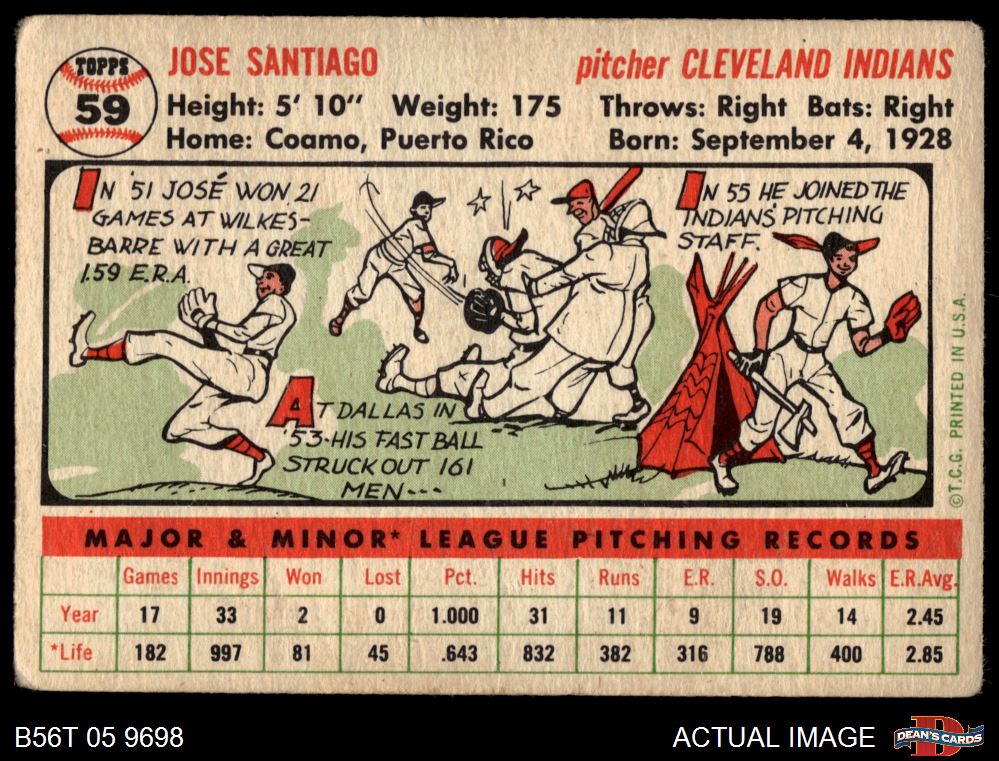 TOPPS
59
JOSE SANTIAGO
pitcher CLEVELAND INDIANS
Height: 5' 10" Weight: 175 Throws: Right Bats: Right
Home: Coamo, Puerto Rico Born: September 4, 1928
IN '51 JOSÉ WON 21
GAMES AT WILKES-
BARRE WITH A GREAT
1.59 E.R.A.
AT DALLAS IN
'53-HIS FAST BALL
STRUCK OUT 161
MEN---
IN 55 HE JOINED THE
INDIANS' PITCHING
STAFF.
©T.C.G. PRINTED IN U.S.A.
MAJOR & MINOR* LEAGUE PITCHING RECORDS
Games Innings Won Lost Pct. Hits Runs E.R. S.O. Walks E.R.Avg.
Year 17 33 2 0 1.000 31 11 9 19 14 2.45
*Life 182 997 81 45 .643 832 382 316 788 400 2.85
B56T 05 9698
ACTUAL IMAGE
D
DEAN'S CARDS